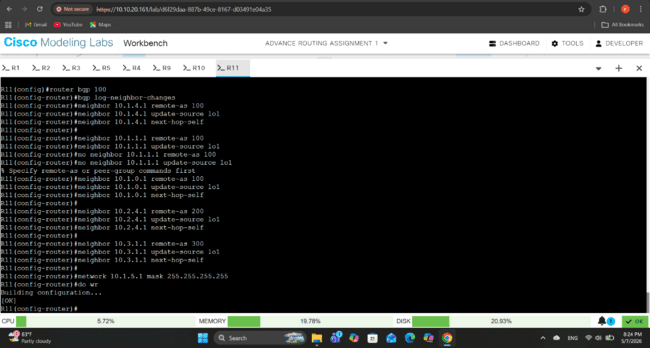 Not secure https://10.10.20.161/lab/d6f29daa-887b-49ce-8167-d03491e04a35
Gmail YouTube Maps All Bookmarks
Cisco Modeling Labs Workbench ADVANCE ROUTING ASSIGNMENT 1 DASHBOARD TOOLS DEVELOPER
R1 R2 R3 R5 R4 R9 R10 R11
R11(config)#router bgp 100
R11(config-router)#bgp log-neighbor-changes
R11(config-router)#neighbor 10.1.4.1 remote-as 100
R11(config-router)#neighbor 10.1.4.1 update-source lo1
R11(config-router)#neighbor 10.1.4.1 next-hop-self
R11(config-router)#
R11(config-router)#neighbor 10.1.1.1 remote-as 100
R11(config-router)#neighbor 10.1.1.1 update-source lo1
R11(config-router)#no neighbor 10.1.1.1 remote-as 100
R11(config-router)#no neighbor 10.1.1.1 update-source lo1
% Specify remote-as or peer-group commands first
R11(config-router)#neighbor 10.1.0.1 remote-as 100
R11(config-router)#neighbor 10.1.0.1 update-source lo1
R11(config-router)#neighbor 10.1.0.1 next-hop-self
R11(config-router)#
R11(config-router)#neighbor 10.2.4.1 remote-as 200
R11(config-router)#neighbor 10.2.4.1 update-source lo1
R11(config-router)#neighbor 10.2.4.1 next-hop-self
R11(config-router)#
R11(config-router)#neighbor 10.3.1.1 remote-as 300
R11(config-router)#neighbor 10.3.1.1 update-source lo1
R11(config-router)#neighbor 10.3.1.1 next-hop-self
R11(config-router)#
R11(config-router)#network 10.1.5.1 mask 255.255.255.255
R11(config-router)#do wr
Building configuration...
[OK]
R11(config-router)#
CPU 5.72% MEMORY 19.78% DISK 20.93% OK
83°F
Partly cloudy
Search
ENG
8:24 PM
5/7/2026